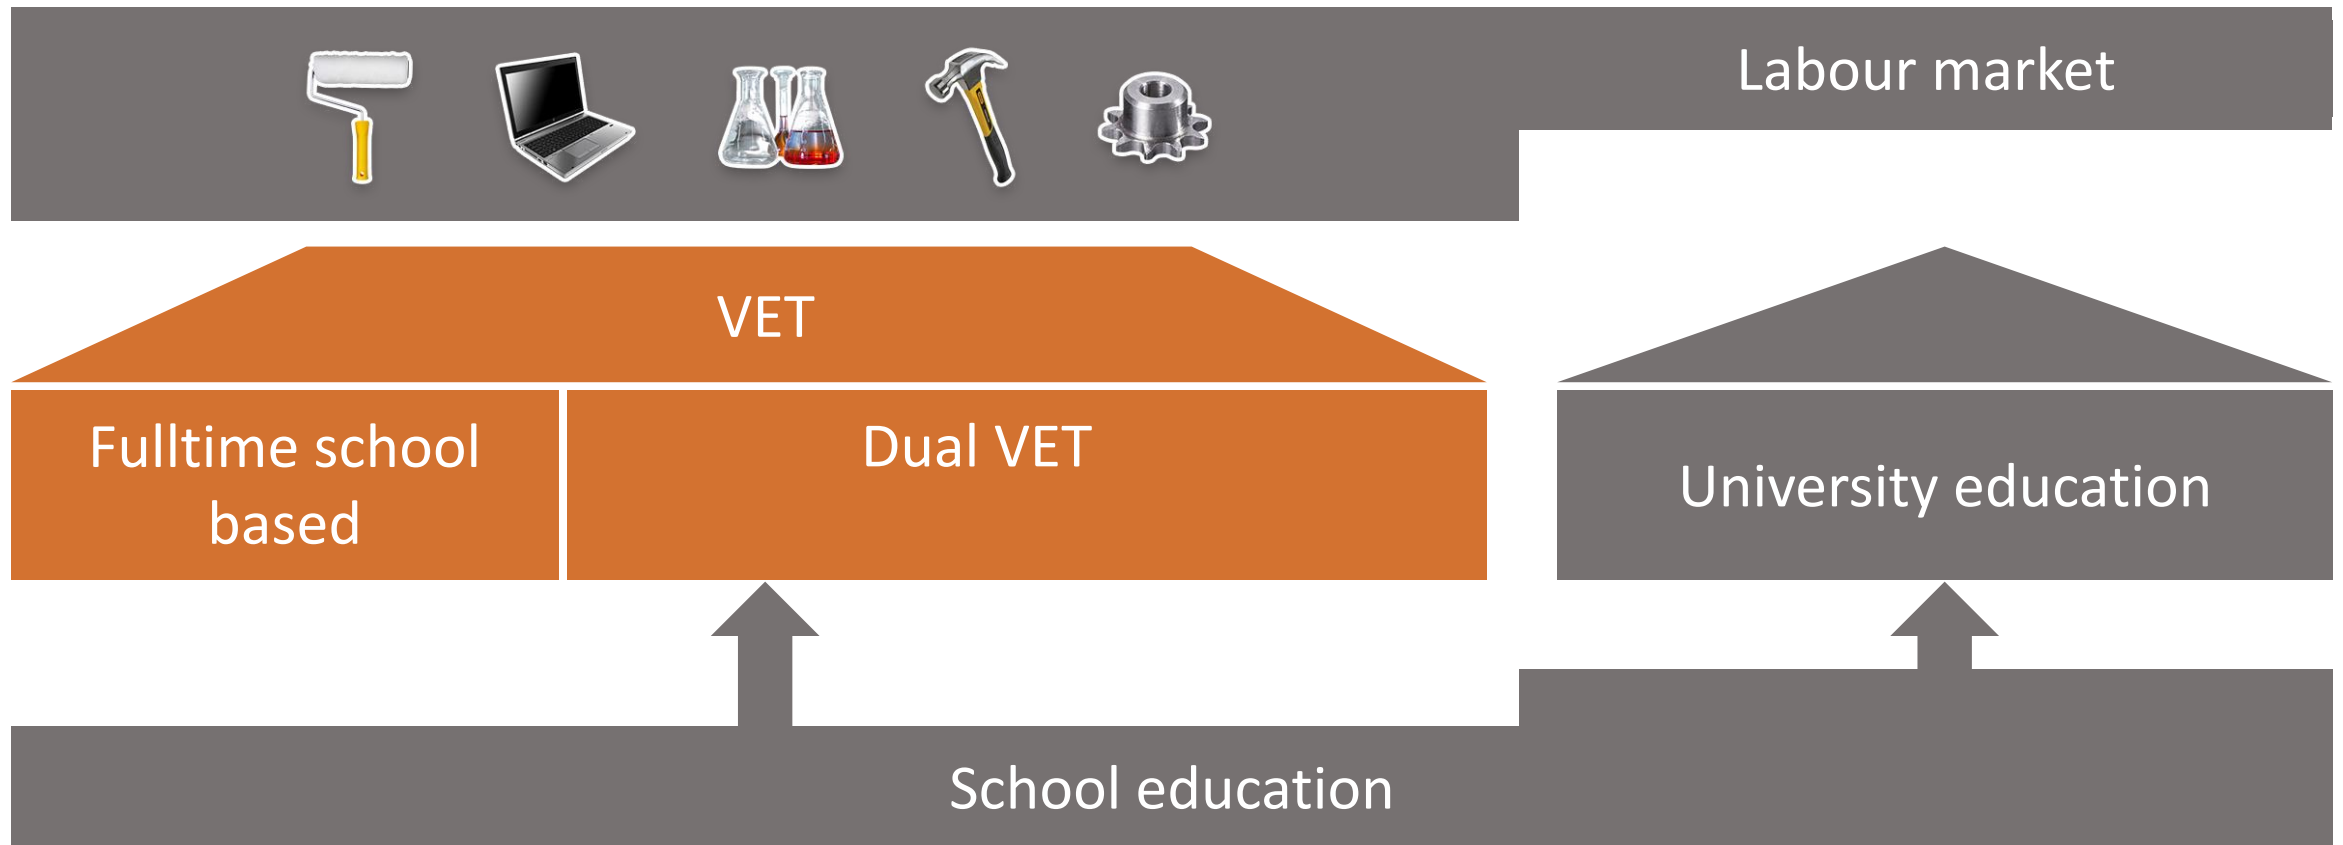 Labour market
VET
Fulltime school
based
Dual VET
University education
School education